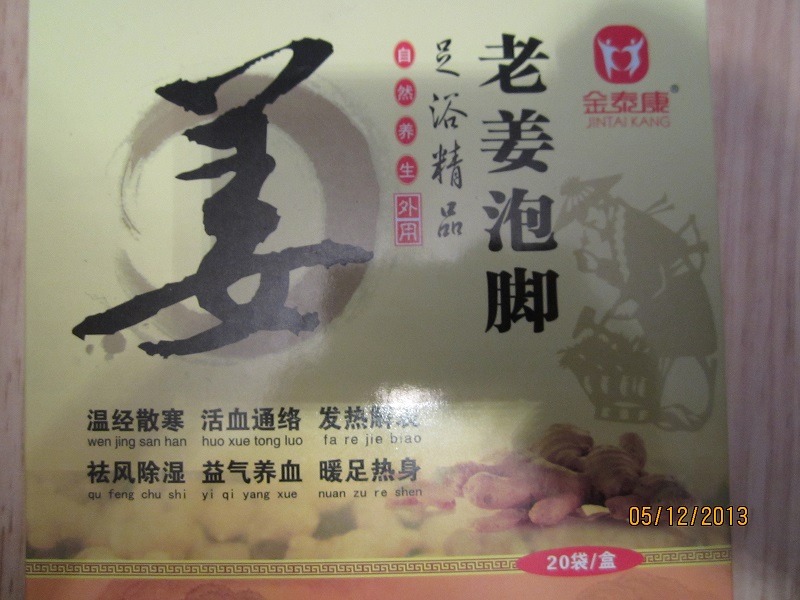 姜
自然养生
外用
足浴精品
老姜泡脚
金泰康®
JINTAI KANG
温经散寒 活血通络 发热解表
wen jing san han huo xue tong luo fa re jie biao
祛风除湿 益气养血 暖足热身
qu feng chu shi yi qi yang xue nuan zu re shen
05/12/2013
20袋/盒